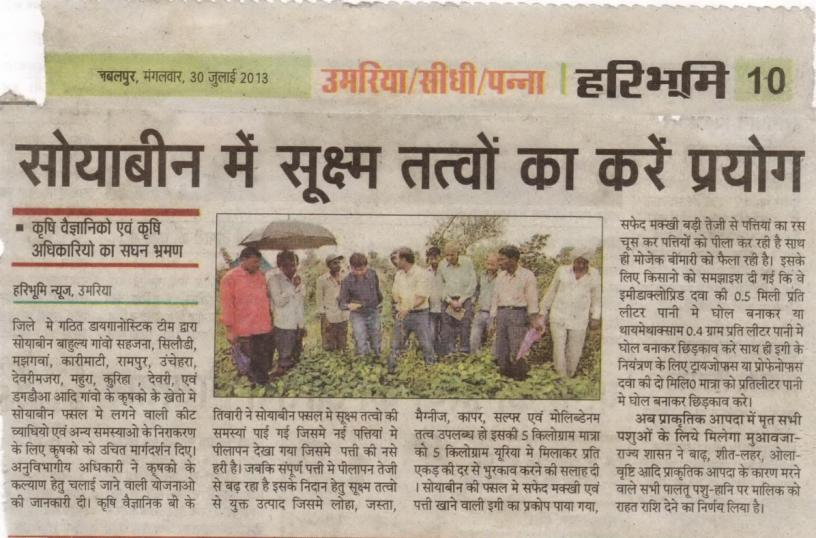 जबलपुर, मंगलवार, 30 जुलाई 2013
उमरिया/सीधी/पन्ना
हरिभूमि 10
सोयाबीन में सूक्ष्म तत्वों का करें प्रयोग
▪ कृषि वैज्ञानिको एवं कृषि
अधिकारियो का सघन भ्रमण
हरिभूमि न्यूज, उमरिया
जिले मे गठित डायगानोस्टिक टीम द्वारा
सोयाबीन बाहुल्य गांवो सहजना, सिलौडी,
मझगवां, कारीमाटी, रामपुर, उंचेहरा,
देवरीमजरा, महुरा, कुरिहा , देवरी, एवं
डगडौआ आदि गांवो के कृषको के खेतो मे
सोयाबीन फसल मे लगने वाली कीट
व्याधियो एवं अन्य समस्याओ के निराकरण
के लिए कृषको को उचित मार्गदर्शन दिए।
अनुविभागीय अधिकारी ने कृषको के
कल्याण हेतु चलाई जाने वाली योजनाओ
की जानकारी दी। कृषि वैज्ञानिक बी के
तिवारी ने सोयाबीन फसल मे सूक्ष्म तत्वो की
समस्यां पाई गई जिसमे नई पत्तियां मे
पीलापन देखा गया जिसमे पत्ती की नसे
हरी है। जबकि संपूर्ण पत्ती मे पीलापन तेजी
से बढ़ रहा है इसके निदान हेतु सूक्ष्म तत्वो
से युक्त उत्पाद जिसमे लोहा, जस्ता,
मैग्नीज, कापर, सल्फर एवं मोलिब्डेनम
तत्व उपलब्ध हो इसकी 5 किलोग्राम मात्रा
को 5 किलोग्राम यूरिया मे मिलाकर प्रति
एकड़ की दर से भुरकाव करने की सलाह दी
। सोयाबीन की फसल मे सफेद मक्खी एवं
पत्ती खाने वाली इगी का प्रकोप पाया गया,
सफेद मक्खी बड़ी तेजी से पत्तियां का रस
चूस कर पत्तियों को पीला कर रही है साथ
ही मोजेक बीमारी को फैला रही है। इसके
लिए किसानो को समझाइश दी गई कि वे
इमीडाक्लोप्रिड दवा की 0.5 मिली प्रति
लीटर पानी मे घोल बनाकर या
थायमेथाक्साम 0.4 ग्राम प्रति लीटर पानी मे
घोल बनाकर छिड़काव करे साथ ही इगी के
नियंत्रण के लिए ट्रायजोफस या प्रोफेनोफस
दवा की दो मिलि0 मात्रा को प्रतिलीटर पानी
मे घोल बनाकर छिड़काव करे।
अब प्राकृतिक आपदा में मृत सभी
पशुओं के लिये मिलेगा मुआवजा-
राज्य शासन ने बाढ़, शीत-लहर, ओला-
वृष्टि आदि प्राकृतिक आपदा के कारण मरने
वाले सभी पालतू पशु-हानि पर मालिक को
राहत राशि देने का निर्णय लिया है।